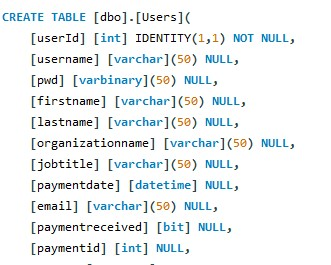 CREATE TABLE [dbo].[Users](
[userId] [int] IDENTITY(1,1) NOT NULL,
[username] [varchar](50) NULL,
[pwd] [varbinary](50) NULL,
[firstname] [varchar](50) NULL,
[lastname] [varchar](50) NULL,
[organizationname] [varchar](50) NULL,
[jobtitle] [varchar](50) NULL,
[paymentdate] [datetime] NULL,
[email] [varchar](50) NULL,
[paymentreceived] [bit] NULL,
[paymentid] [int] NULL,